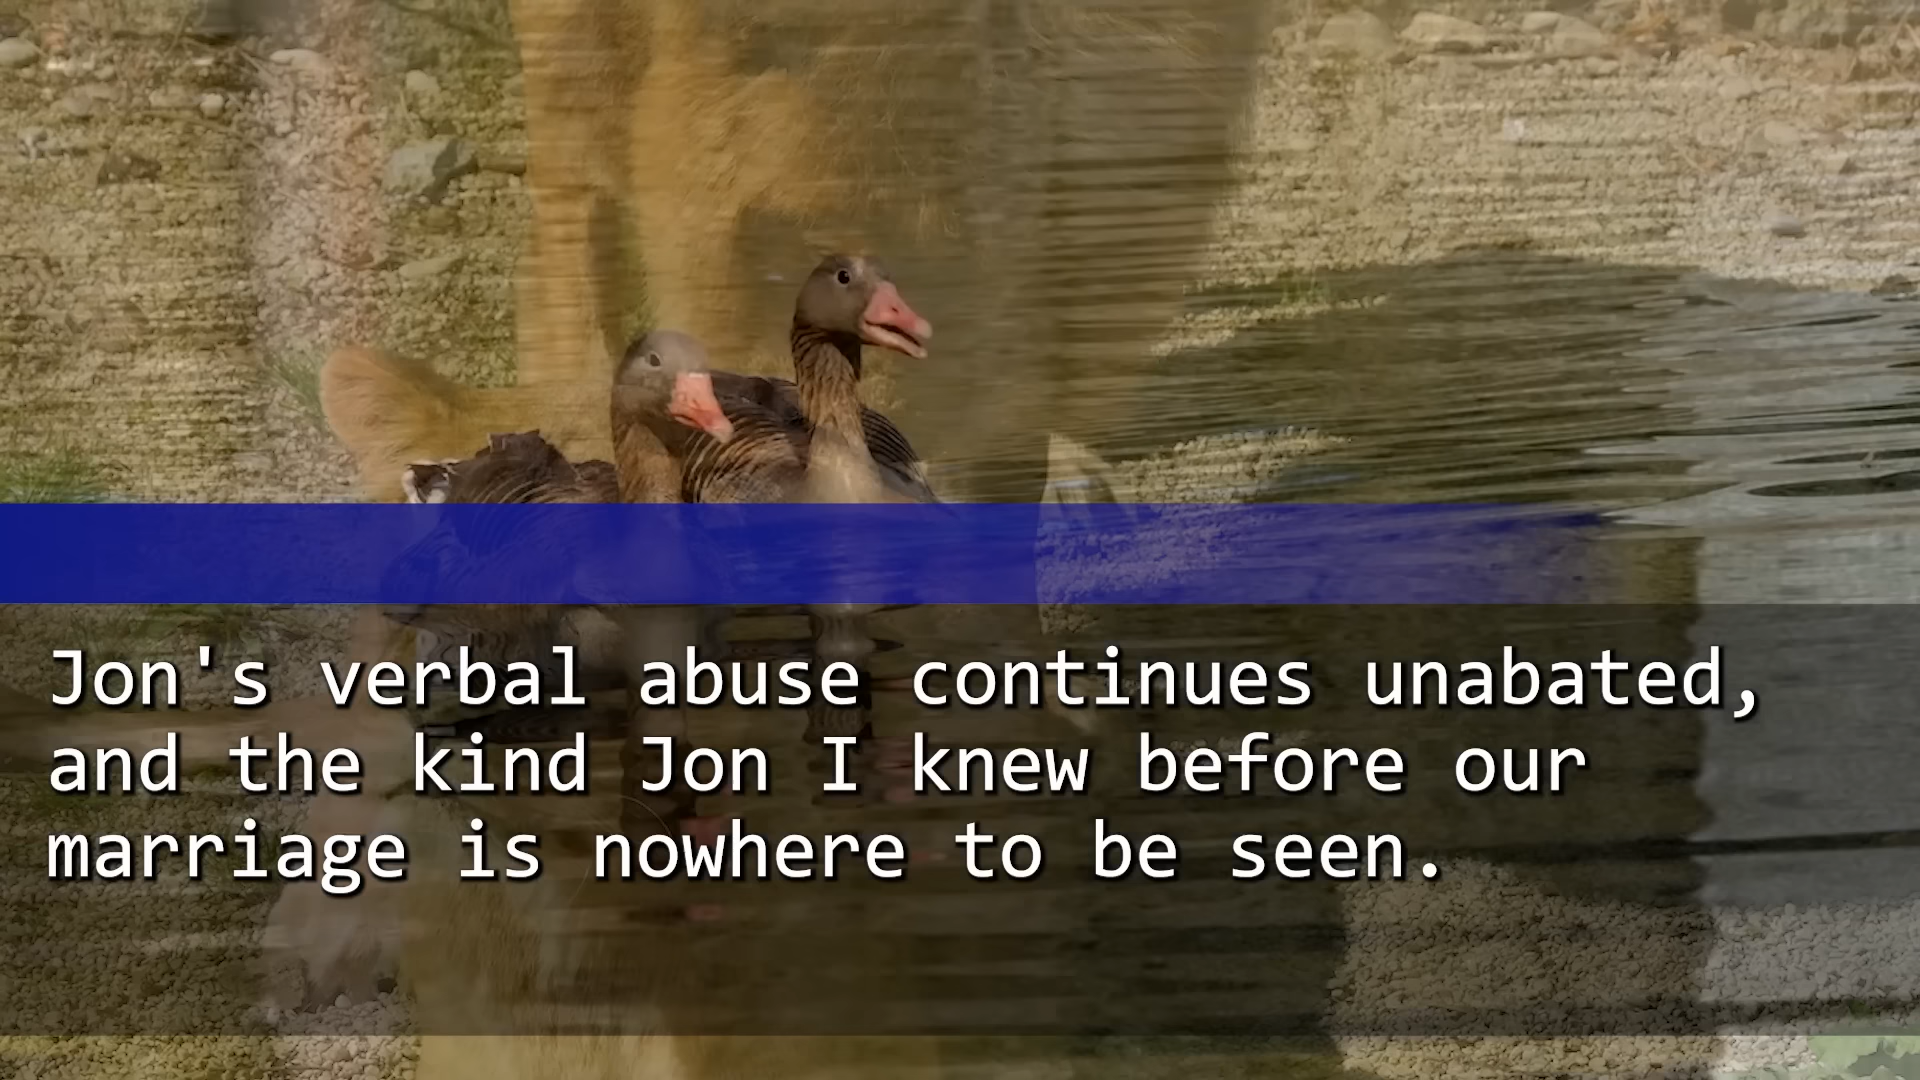 Jon's verbal abuse continues unabated,
and the kind Jon I knew before our
marriage is nowhere to be seen.